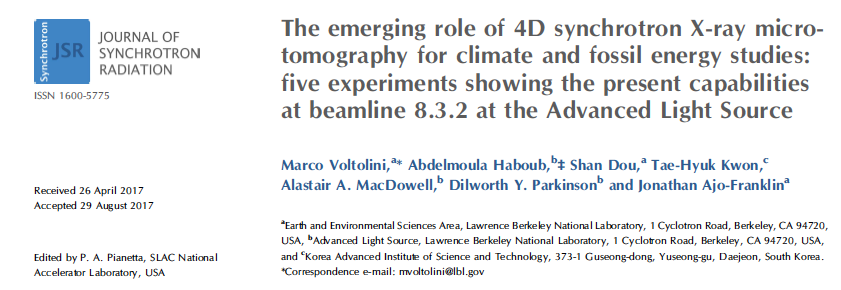 Synchrotron
JSR
JOURNAL OF
SYNCHROTRON
RADIATION
ISSN 1600-5775
Received 26 April 2017
Accepted 29 August 2017
Edited by P. A. Pianetta, SLAC National
Accelerator Laboratory, USA
The emerging role of 4D synchrotron X-ray micro-
tomography for climate and fossil energy studies:
five experiments showing the present capabilities
at beamline 8.3.2 at the Advanced Light Source
Marco Voltolini,a* Abdelmoula Haboub,b‡ Shan Dou,a Tae-Hyuk Kwon,c
Alastair A. MacDowell,b Dilworth Y. Parkinsonb and Jonathan Ajo-Franklina
aEarth and Environmental Sciences Area, Lawrence Berkeley National Laboratory, 1 Cyclotron Road, Berkeley, CA 94720,
USA, bAdvanced Light Source, Lawrence Berkeley National Laboratory, 1 Cyclotron Road, Berkeley, CA 94720, USA,
and cKorea Advanced Institute of Science and Technology, 373-1 Guseong-dong, Yuseong-gu, Daejeon, South Korea.
*Correspondence e-mail: mvoltolini@lbl.gov